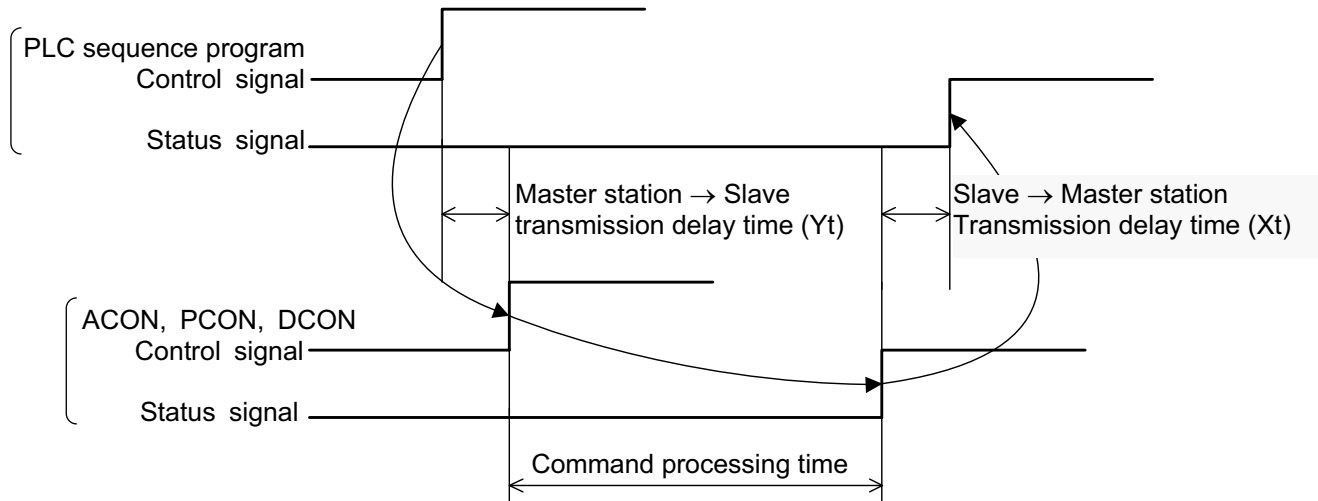 PLC sequence program
Control signal
Status signal
Master station → Slave
transmission delay time (Yt)
Slave → Master station
Transmission delay time (Xt)
ACON, PCON, DCON
Control signal
Status signal
Command processing time